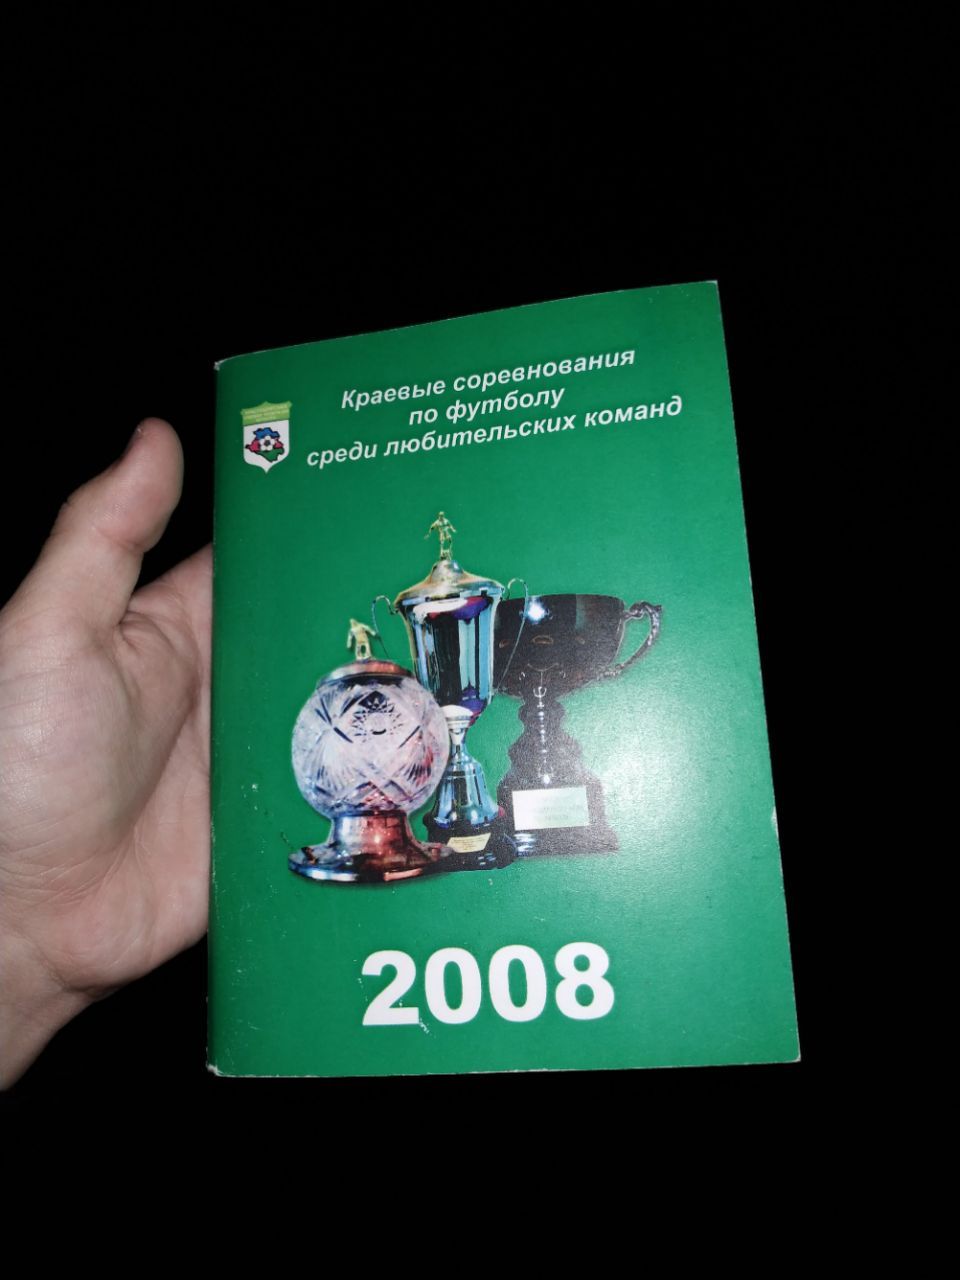 Краевые соревнования
по футболу
среди любительских команд
2008